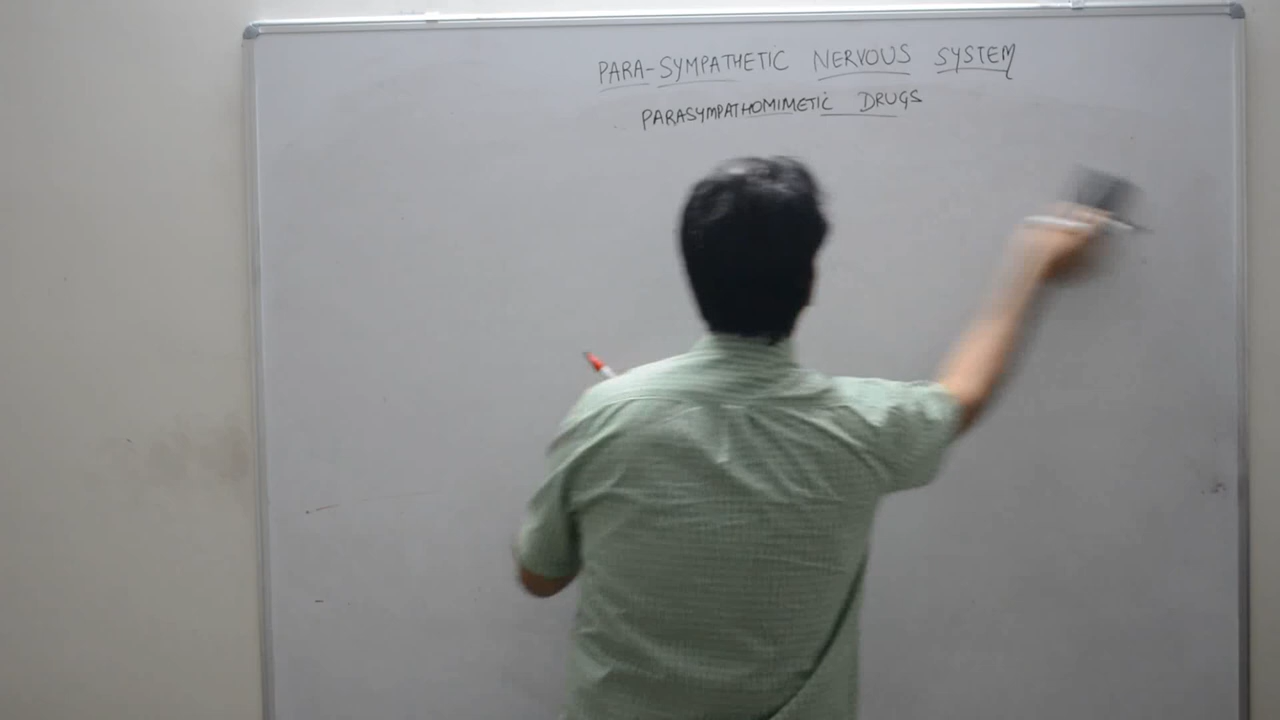 PARA-SYMPATHETIC NERVOUS SYSTEM
PARASYMPATHOMIMETIC DRUGS